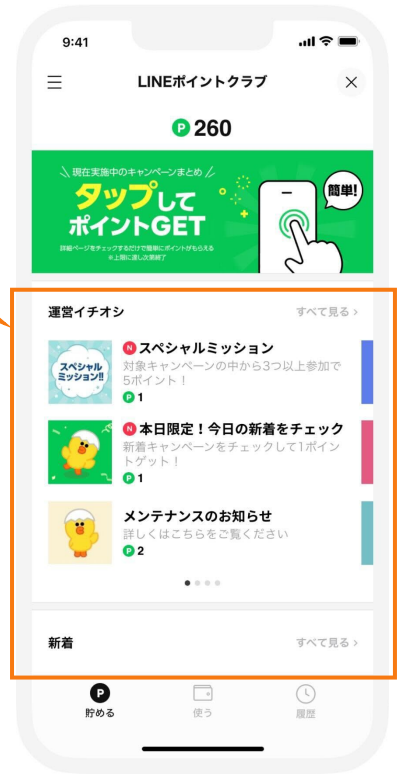 9:41
LINEポイントクラブ
P 260
現在実施中のキャンペーンまとめ
タップして
ポイントGET
簡単!
詳細ページをチェックするだけで簡単にポイントがもらえる
※上限に達し次第終了
運営イチオシ
すべて見る
スペシャル
ミッション!!
N スペシャルミッション
対象キャンペーンの中から3つ以上参加で
5ポイント！
P 1
N 本日限定！今日の新着をチェック
新着キャンペーンをチェックして1ポイン
トゲット！
P 1
メンテナンスのお知らせ
詳しくはこちらをご覧ください
P 2
新着
すべて見る
P
貯める
使う
履歴